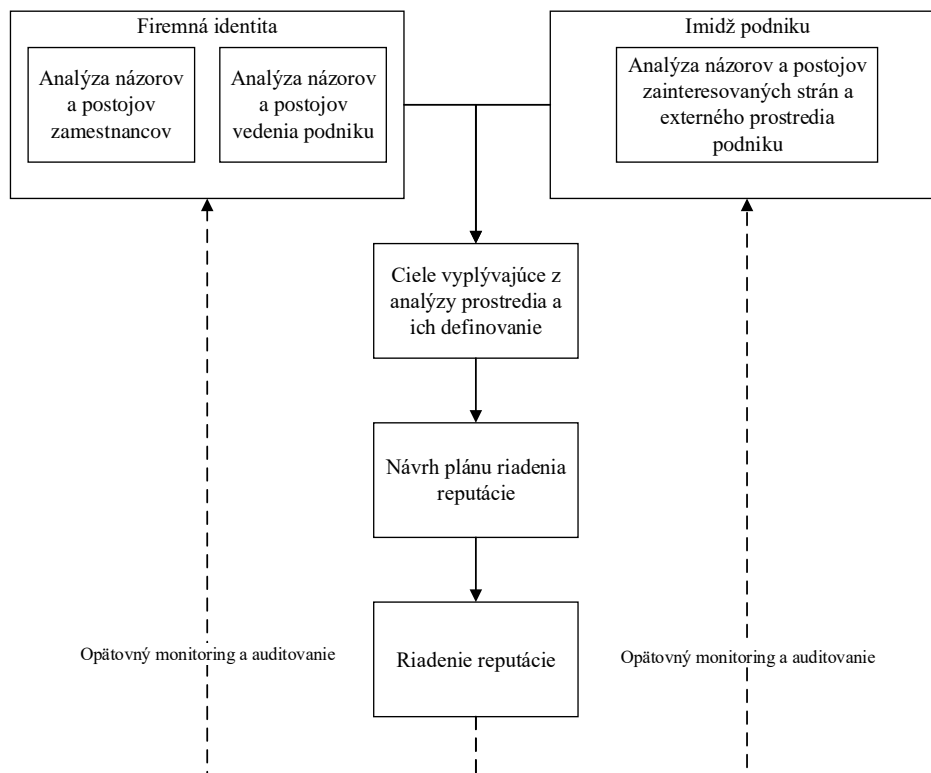 Firemná identita
Analýza názorov
a postojov
zamestnancov
Analýza názorov
a postojov
vedenia podniku
Imidž podniku
Analýza názorov a postojov
zainteresovaných strán a
externého prostredia
podniku
Ciele vyplývajúce z
analýzy prostredia a
ich definovanie
Návrh plánu riadenia
reputácie
Opätovný monitoring a auditovanie
Riadenie reputácie
Opätovný monitoring a auditovanie